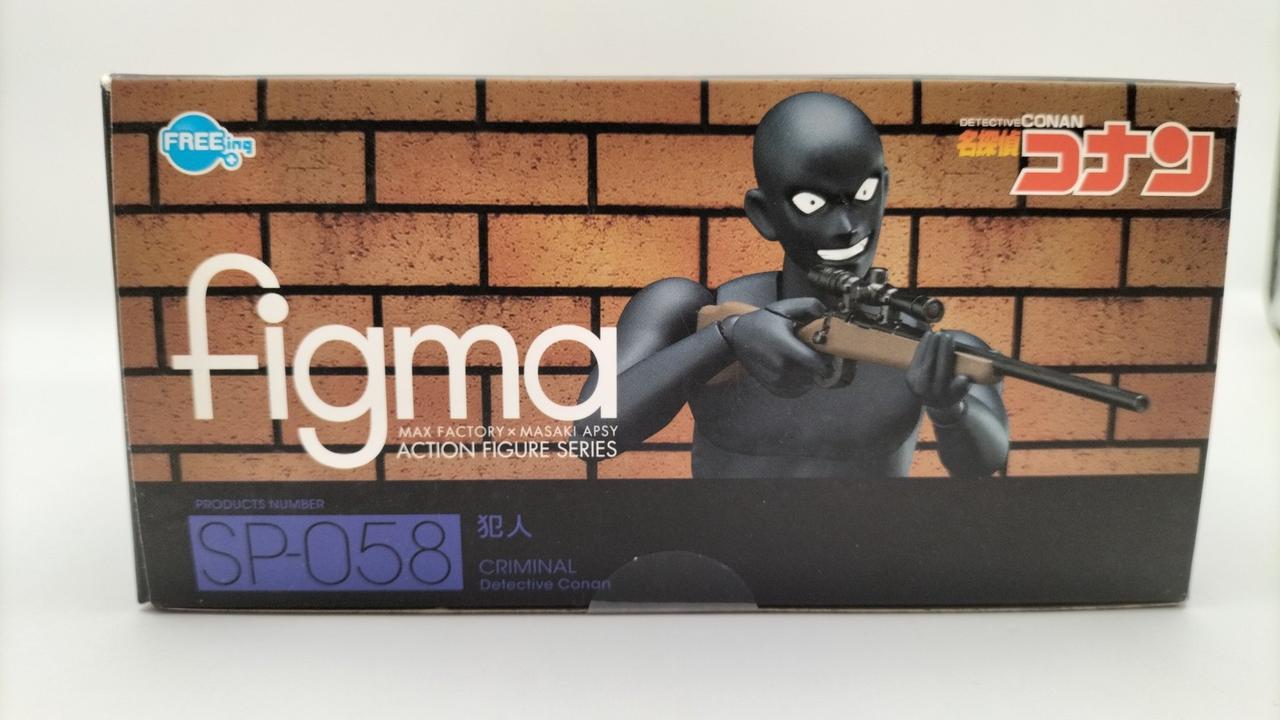 FREEing
DETECTIVE CONAN
名探偵コナン
figma
MAX FACTORY × MASAKI APSY
ACTION FIGURE SERIES
PRODUCTS NUMBER
SP-058
犯人
CRIMINAL
Detective Conan